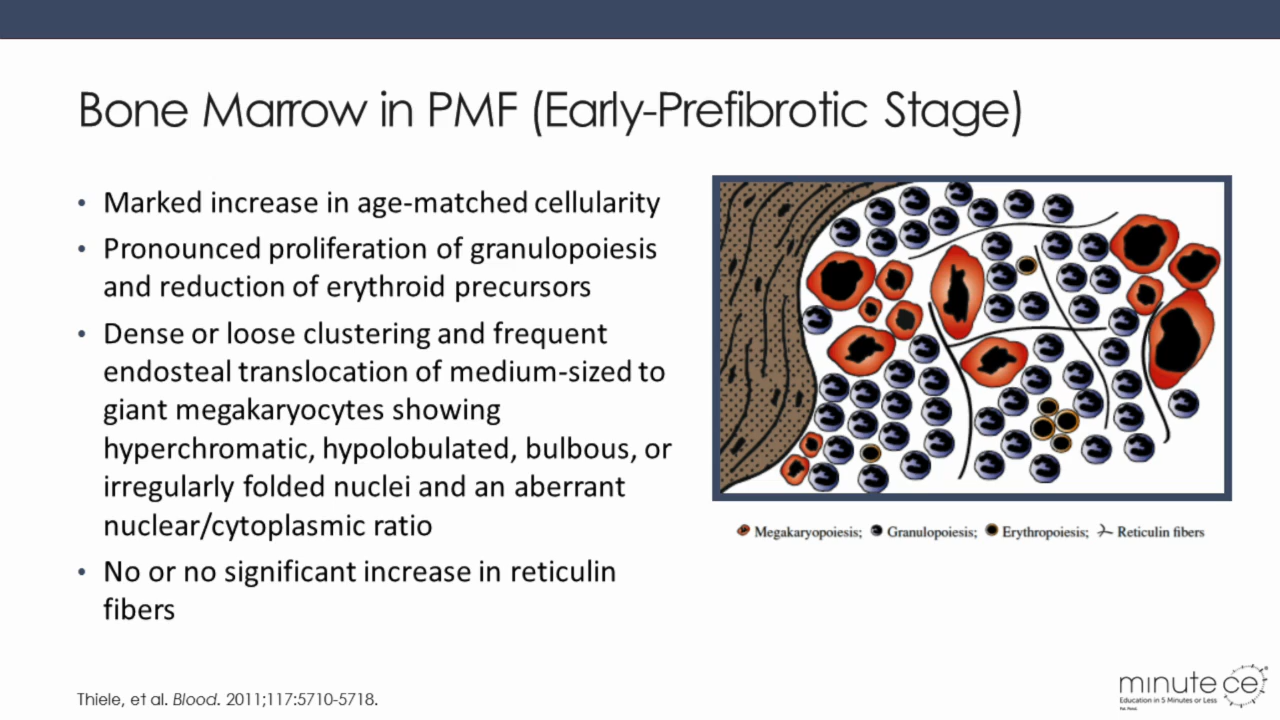 Bone Marrow in PMF (Early-Prefibrotic Stage)
• Marked increase in age-matched cellularity
• Pronounced proliferation of granulopoiesis
and reduction of erythroid precursors
• Dense or loose clustering and frequent
endosteal translocation of medium-sized to
giant megakaryocytes showing
hyperchromatic, hypolobulated, bulbous, or
irregularly folded nuclei and an aberrant
nuclear/cytoplasmic ratio
• No or no significant increase in reticulin
fibers
Megakaryopoiesis; Granulopoiesis; Erythropoiesis; Reticulin fibers
Thiele, et al. Blood. 2011;117:5710-5718.
minute ce
Education in 5 Minutes or Less